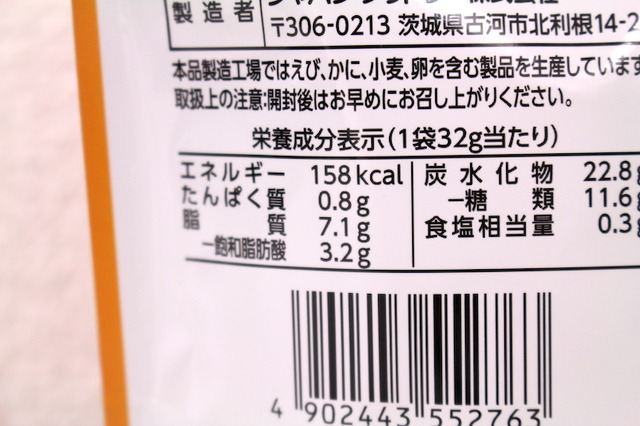 製造者
〒306-0213 茨城県古河市北利根14-2
本品製造工場ではえび、かに、小麦、卵を含む製品を生産しています
取扱上の注意:開封後はお早めにお召し上がりください。
栄養成分表示(1袋32g当たり)
エネルギー 158kcal
たんぱく質 0.8g
脂質 7.1g
―飽和脂肪酸 3.2g
炭水化物 22.8g
―糖類 11.6g
食塩相当量 0.3g
4 902443 552763